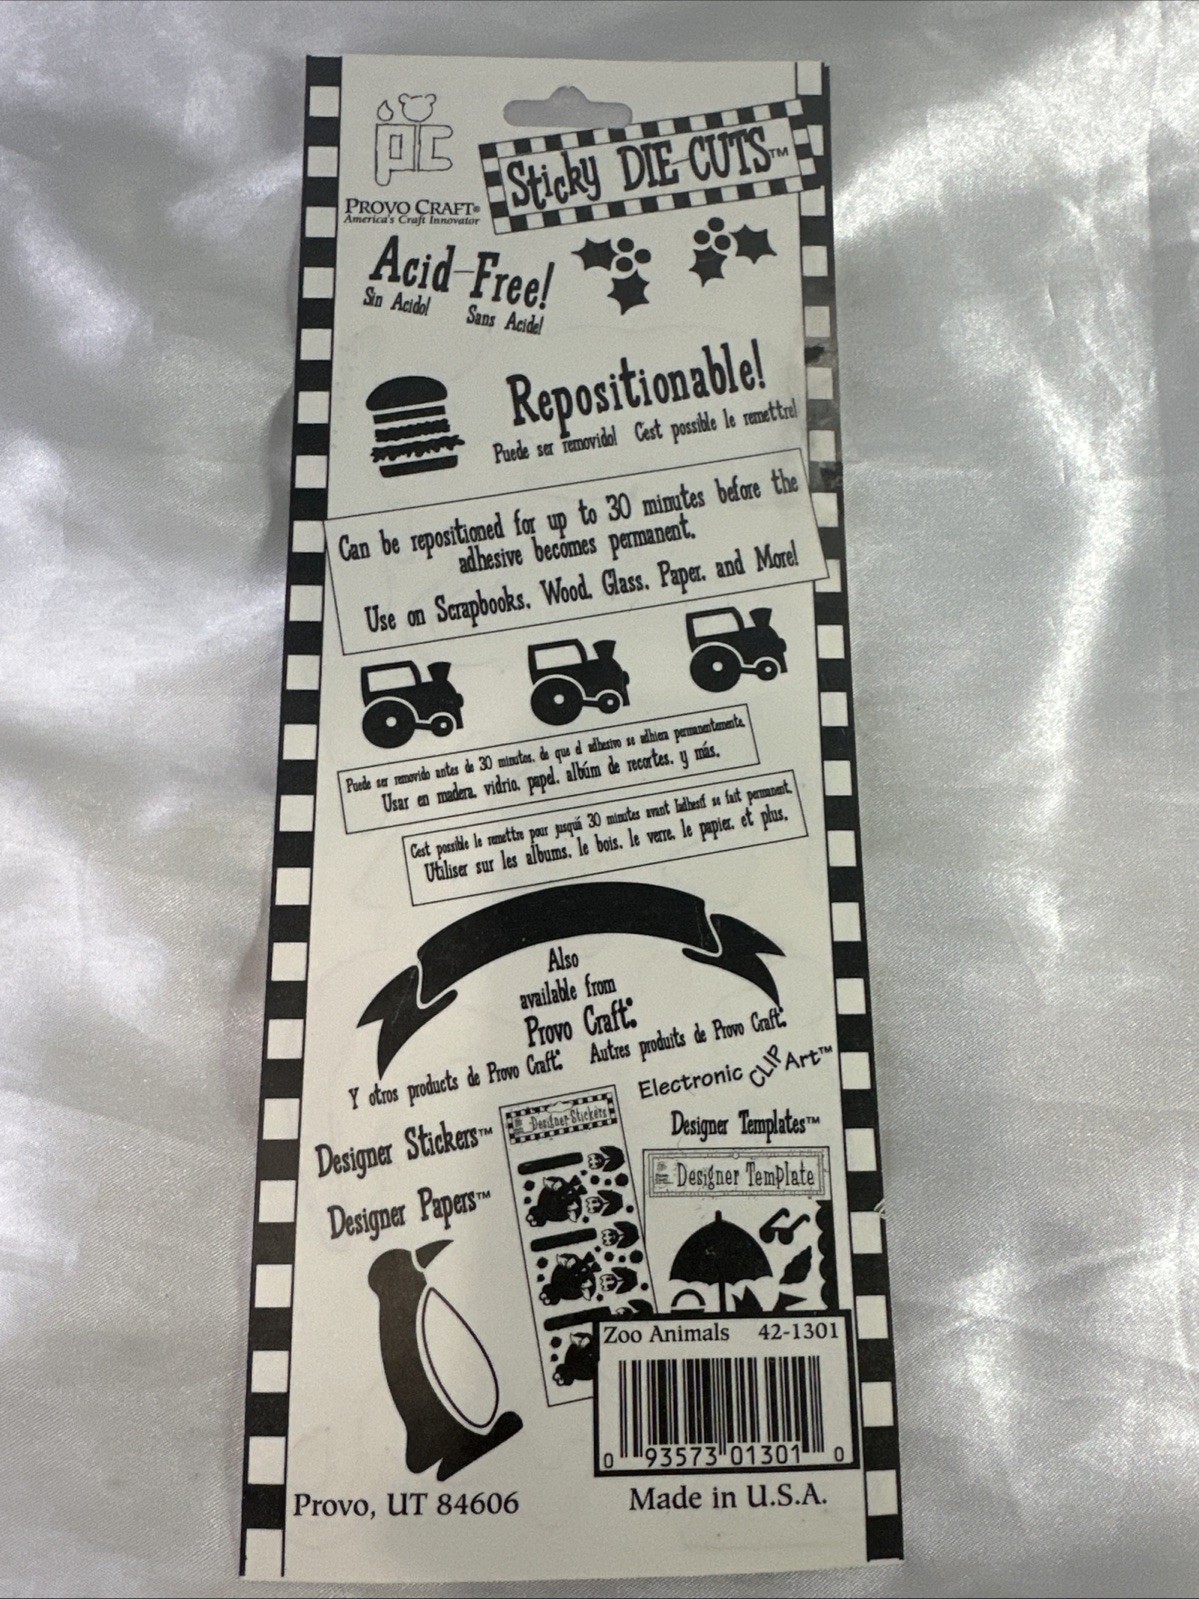 PC
PROVO CRAFT®
America's Craft Innovator
Sticky DIE-CUTS™
Acid-Free!
Sin Acido!
Sans Acide!
Repositionable!
Puede ser removido! C'est possible le remettre!
Can be repositioned for up to 30 minutes before the
adhesive becomes permanent.
Use on Scrapbooks, Wood, Glass, Paper, and More!
Puede ser removido antes de 30 minutes, de que el adhesivo se adhiera permanentemente.
Usar en madera, vidrio, papel, albúm de recortes, y más.
C'est possible le remettre pour jusquá 30 minutes avant l'adhesif se fait permanent.
Utiliser sur les albums, le bois, le verre, le papier, et plus.
Also
available from
Provo Craft®.
Y otros products de Provo Craft®.
Autres produits de Provo Craft®.
Electronic CLIP Art™
Designer Stickers™
Designer Papers™
Designer Stickers
Designer Templates™
Designer Template
Zoo Animals 42-1301
0 93573 01301 0
Provo, UT 84606
Made in U.S.A.